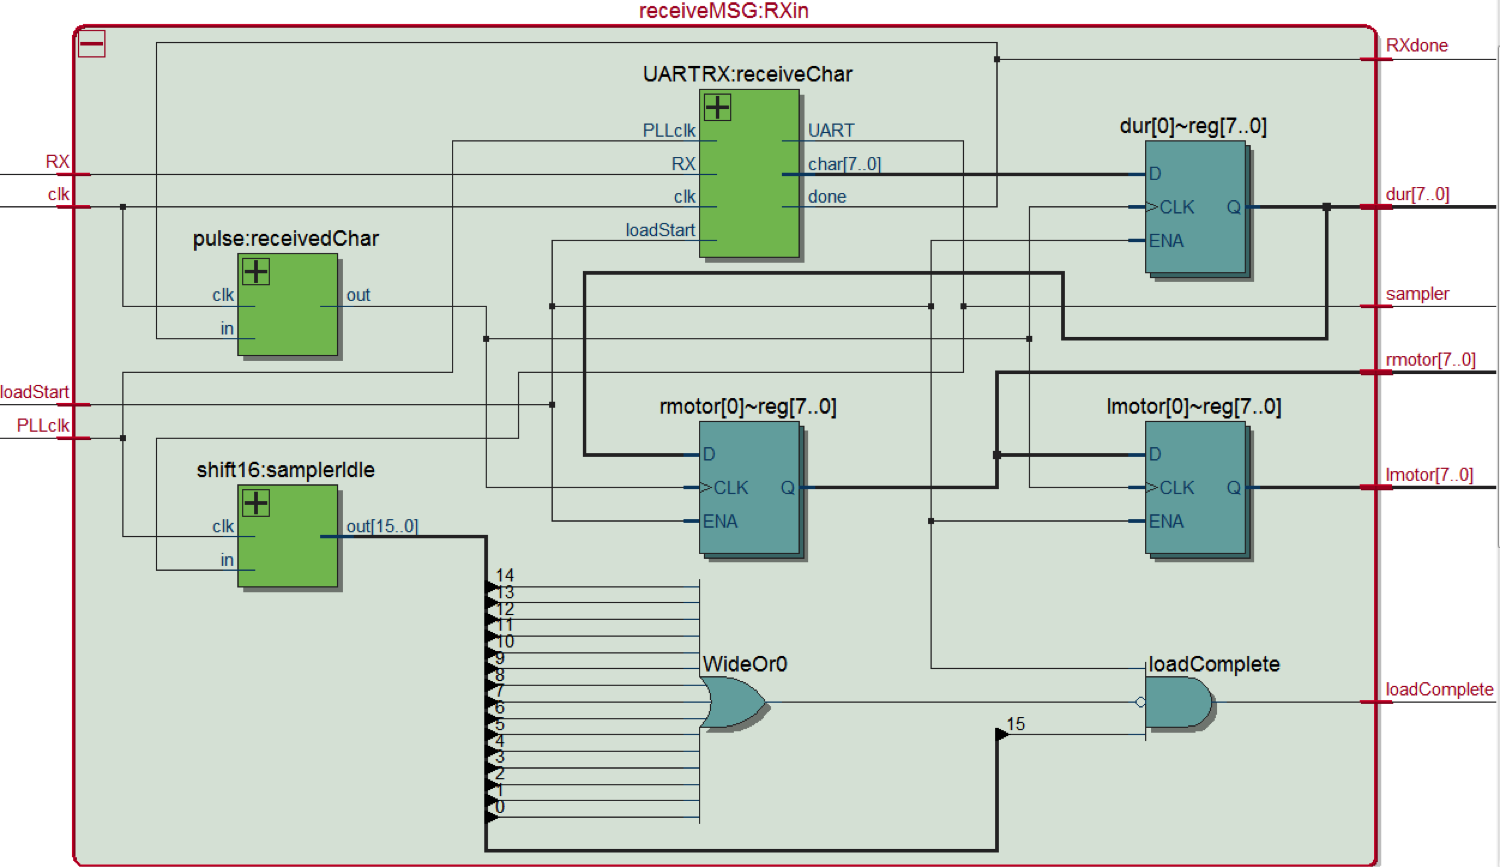 receiveMSG:RXin
RXdone
UARTRX:receiveChar
dur[0]~reg[7..0]
PLLclk
UART
RX
RX
char[7..0]
D
clk
clk
done
CLK
Q
dur[7..0]
pulse:receivedChar
loadStart
ENA
clk
out
sampler
in
rmotor[7..0]
loadStart
rmotor[0]~reg[7..0]
lmotor[0]~reg[7..0]
PLLclk
D
D
shift16:samplerIdle
CLK
Q
CLK
Q
lmotor[7..0]
clk
out[15..0]
ENA
ENA
in
14
13
12
11
10
9
WideOr0
loadComplete
8
7
loadComplete
6
5
15
4
3
2
1
0